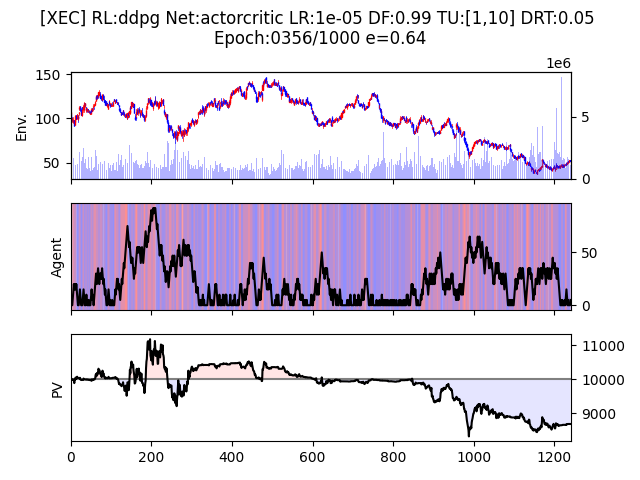 [XEC] RL:ddpg Net:actorcritic LR:1e-05 DF:0.99 TU:[1,10] DRT:0.05
Epoch:0356/1000 e=0.64
1e6
150
100
50
Env.
5
0
Agent
50
0
PV
11000
10000
9000
0 200 400 600 800 1000 1200